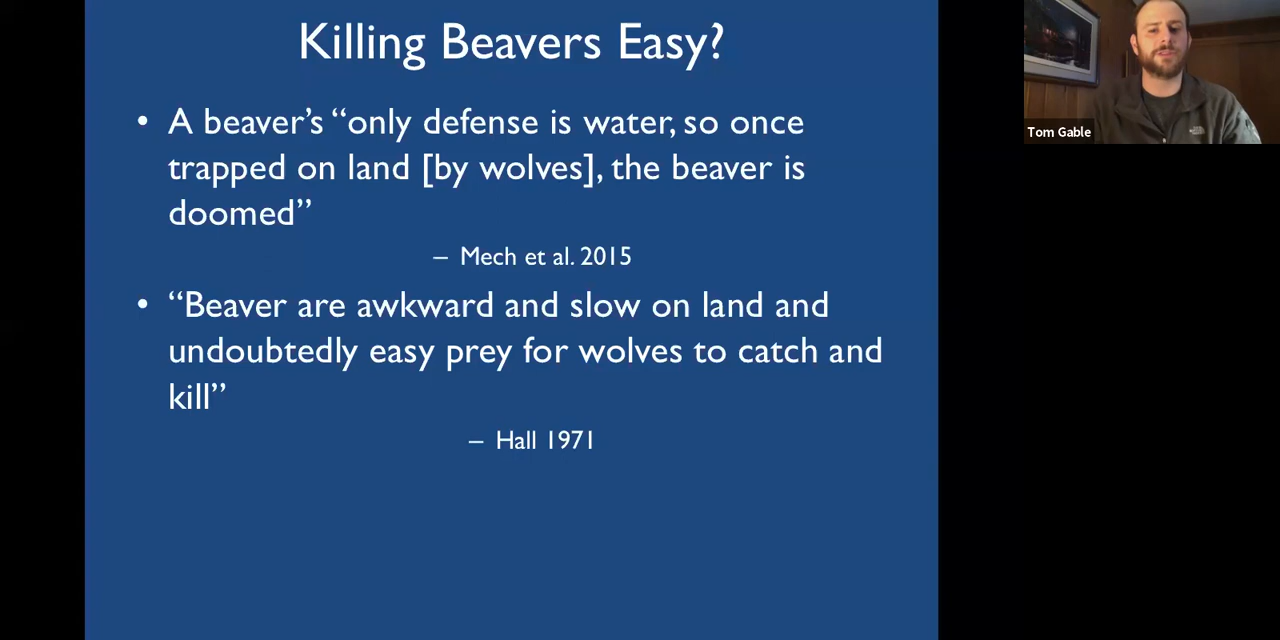 Killing Beavers Easy?
• A beaver’s “only defense is water, so once
trapped on land [by wolves], the beaver is
doomed”
– Mech et al. 2015
• “Beaver are awkward and slow on land and
undoubtedly easy prey for wolves to catch and
kill”
– Hall 1971
Tom Gable